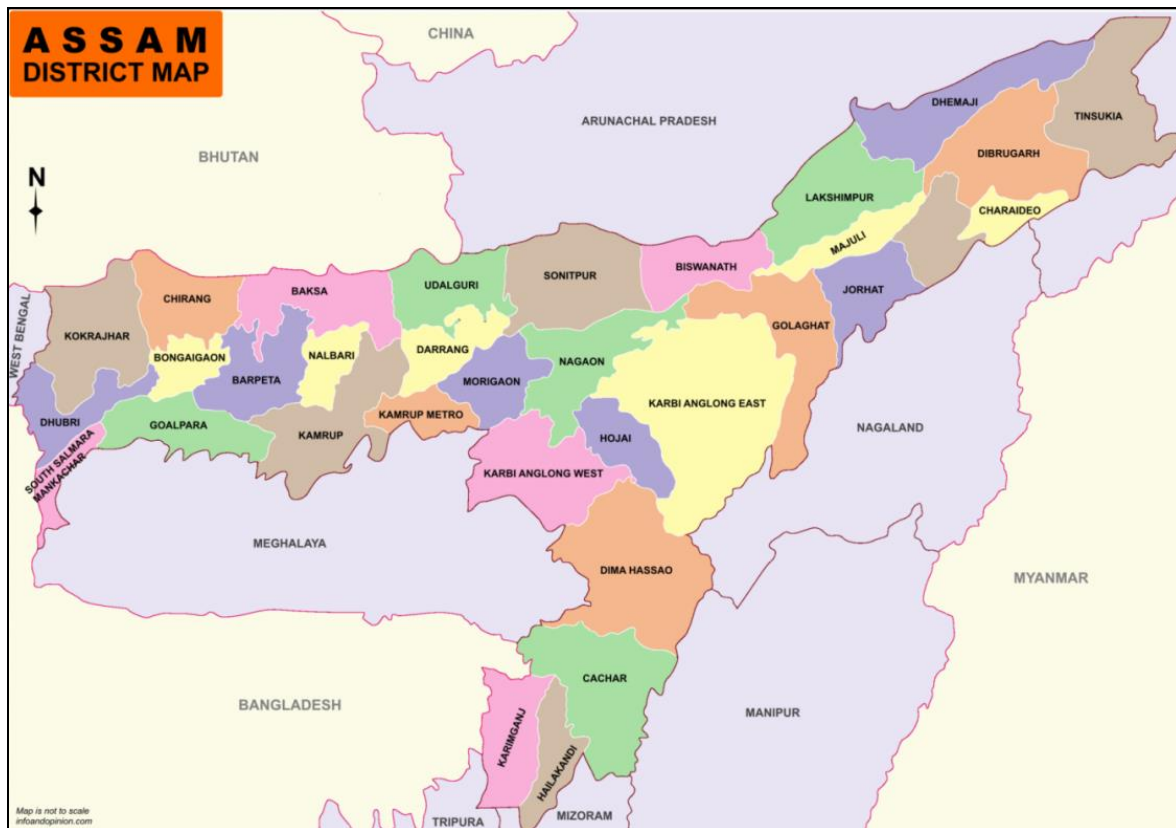 ASSAM
DISTRICT MAP
N
CHINA
BHUTAN
ARUNACHAL PRADESH
DHEMAJI
TINSUKIA
DIBRUGARH
LAKSHIMPUR
CHARAIDEO
MAJULI
JORHAT
BISWANATH
SONITPUR
UDALGURI
BAKSA
CHIRANG
KOKRAJHAR
WEST BENGAL
BONGAIGAON
NALBARI
DARRANG
BARPETA
MORIGAON
NAGAON
GOLAGHAT
KARBI ANGLONG EAST
DHUBRI
GOALPARA
KAMRUP
KAMRUP METRO
HOJAI
NAGALAND
SOUTH SALMARA
MANKACHAR
KARBI ANGLONG WEST
MEGHALAYA
DIMA HASSAO
MYANMAR
CACHAR
BANGLADESH
MANIPUR
KARIMGANJ
HAILAKANDI
TRIPURA
MIZORAM
Map is not to scale
infoandopinion.com